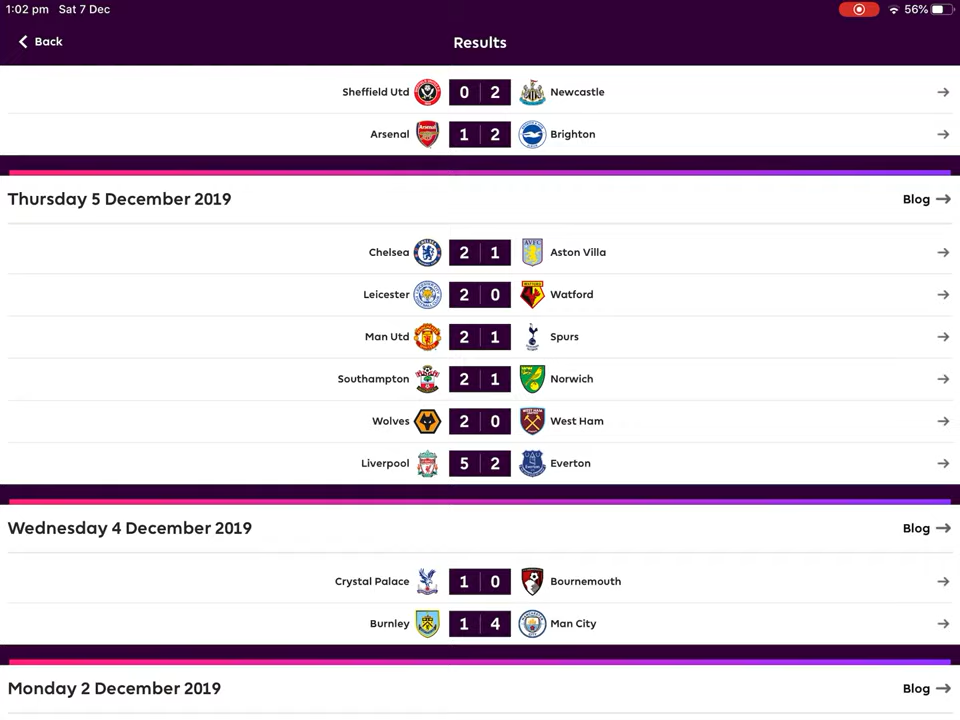 1:02 pm Sat 7 Dec 56%
Back Results
Sheffield Utd 0 2 Newcastle
Arsenal 1 2 Brighton
Thursday 5 December 2019 Blog
Chelsea 2 1 Aston Villa
Leicester 2 0 Watford
Man Utd 2 1 Spurs
Southampton 2 1 Norwich
Wolves 2 0 West Ham
Liverpool 5 2 Everton
Wednesday 4 December 2019 Blog
Crystal Palace 1 0 Bournemouth
Burnley 1 4 Man City
Monday 2 December 2019 Blog